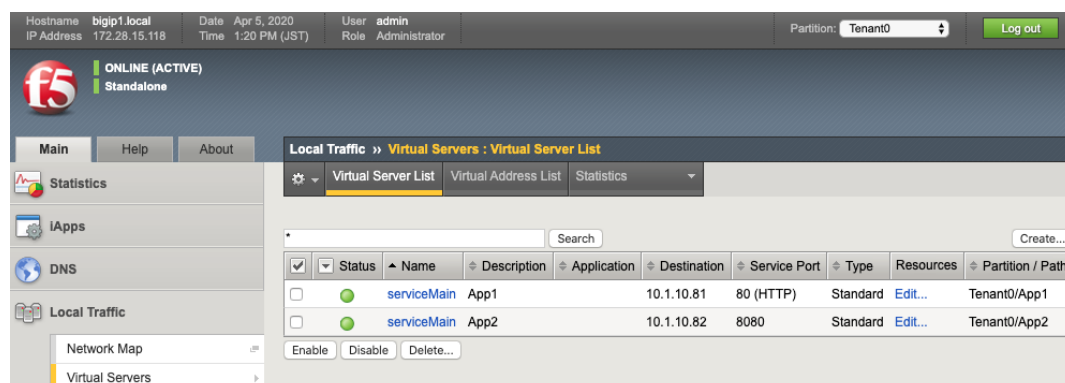 Hostname bigip1.local Date Apr 5, 2020 User admin
IP Address 172.28.15.118 Time 1:20 PM (JST) Role Administrator
Partition: Tenant0 Log out
f5
ONLINE (ACTIVE)
Standalone
Main Help About
Local Traffic ›› Virtual Servers : Virtual Server List
Statistics
Virtual Server List Virtual Address List Statistics
iApps
* Search Create...
DNS
Status Name Description Application Destination Service Port Type Resources Partition / Path
serviceMain App1 10.1.10.81 80 (HTTP) Standard Edit... Tenant0/App1
Local Traffic
serviceMain App2 10.1.10.82 8080 Standard Edit... Tenant0/App2
Network Map
Enable Disable Delete...
Virtual Servers